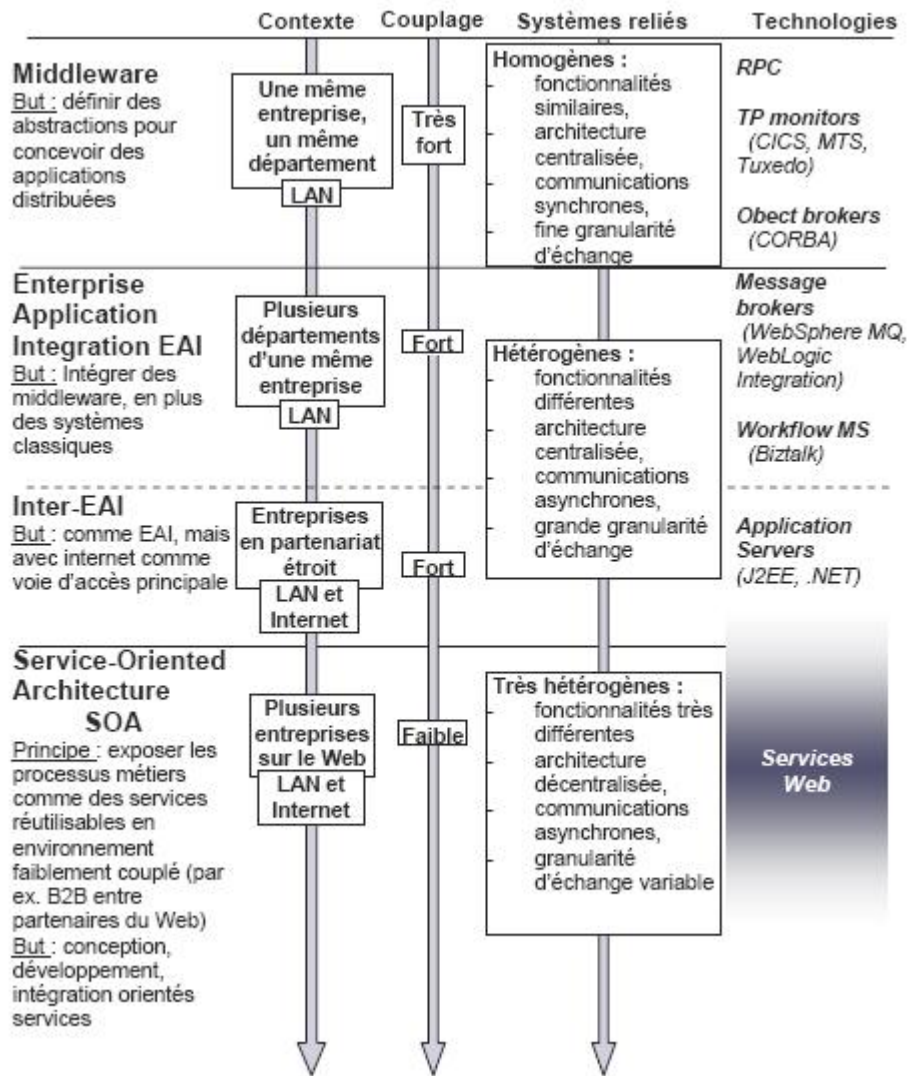 Contexte
Couplage
Systèmes reliés
Technologies
Middleware
But : définir des
abstractions pour
concevoir des
applications
distribuées
Une même
entreprise,
un même
département
LAN
Très
fort
Homogènes :
- fonctionnalités
similaires,
- architecture
centralisée,
- communications
synchrones,
- fine granularité
d'échange
RPC
TP monitors
(CICS, MTS,
Tuxedo)
Obect brokers
(CORBA)
Enterprise
Application
Integration EAI
But : Intégrer des
middleware, en plus
des systèmes
classiques
Plusieurs
départements
d'une même
entreprise
LAN
Fort
Hétérogènes :
- fonctionnalités
différentes
- architecture
centralisée,
- communications
asynchrones,
- grande granularité
d'échange
Message
brokers
(WebSphere MQ,
WebLogic
Integration)
Workflow MS
(Biztalk)
Inter-EAI
But : comme EAI, mais
avec internet comme
voie d'accès principale
Entreprises
en partenariat
étroit
LAN et
Internet
Fort
Application
Servers
(J2EE, .NET)
Service-Oriented
Architecture
SOA
Principe : exposer les
processus métiers
comme des services
réutilisables en
environnement
faiblement couplé (par
ex. B2B entre
partenaires du Web)
But : conception,
développement,
intégration orientés
services
Plusieurs
entreprises
sur le Web
LAN et
Internet
Faible
Très hétérogènes :
- fonctionnalités très
différentes
- architecture
décentralisée,
- communications
asynchrones,
- granularité
d'échange variable
Services
Web